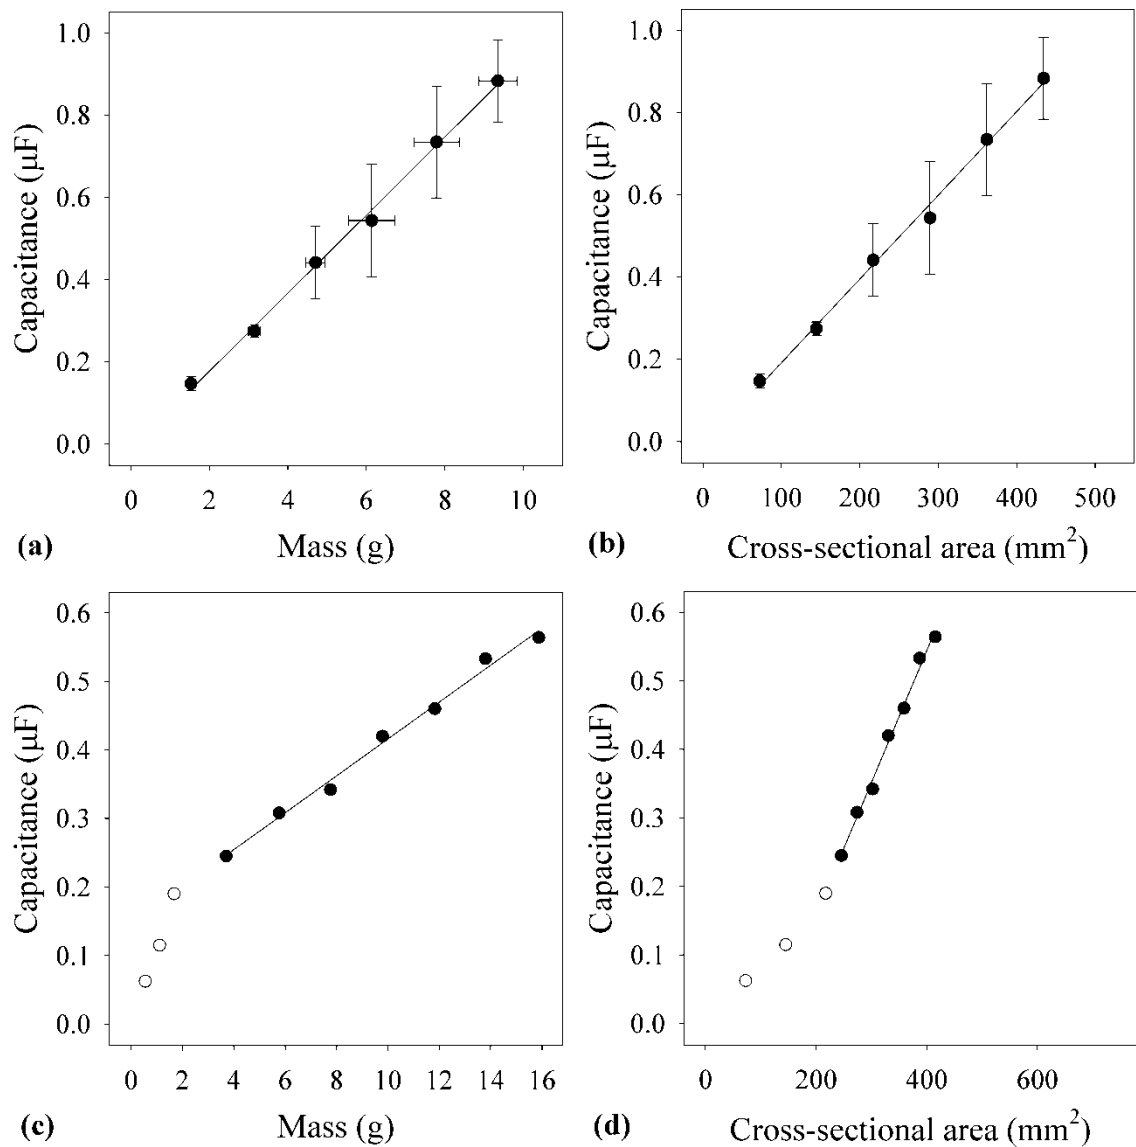 1.0
0.8
0.6
0.4
0.2
0.0
Capacitance (µF)
0 2 4 6 8 10
(a) Mass (g)
1.0
0.8
0.6
0.4
0.2
0.0
Capacitance (µF)
0 100 200 300 400 500
(b) Cross-sectional area (mm²)
0.6
0.5
0.4
0.3
0.2
0.1
0.0
Capacitance (µF)
0 2 4 6 8 10 12 14 16
(c) Mass (g)
0.6
0.5
0.4
0.3
0.2
0.1
0.0
Capacitance (µF)
0 200 400 600
(d) Cross-sectional area (mm²)